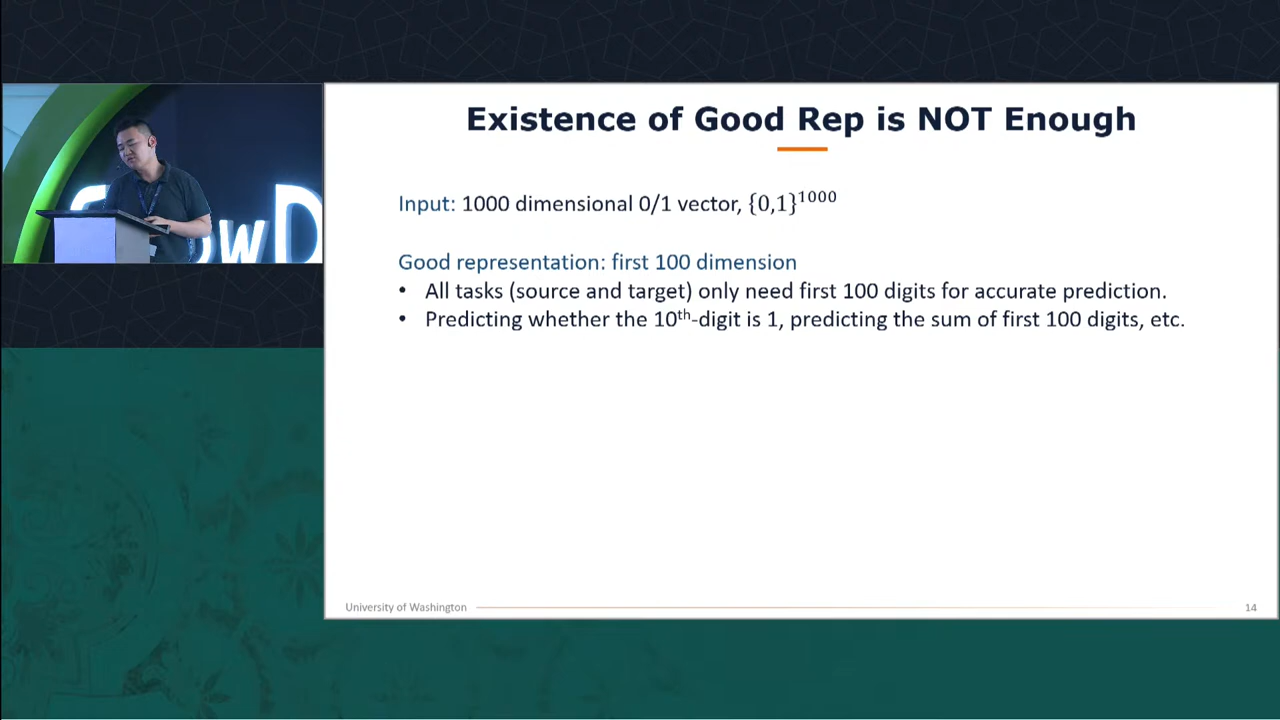 Existence of Good Rep is NOT Enough
Input: 1000 dimensional 0/1 vector, {0,1}¹⁰⁰⁰
Good representation: first 100 dimension
• All tasks (source and target) only need first 100 digits for accurate prediction.
• Predicting whether the 10ᵗʰ-digit is 1, predicting the sum of first 100 digits, etc.
University of Washington
14